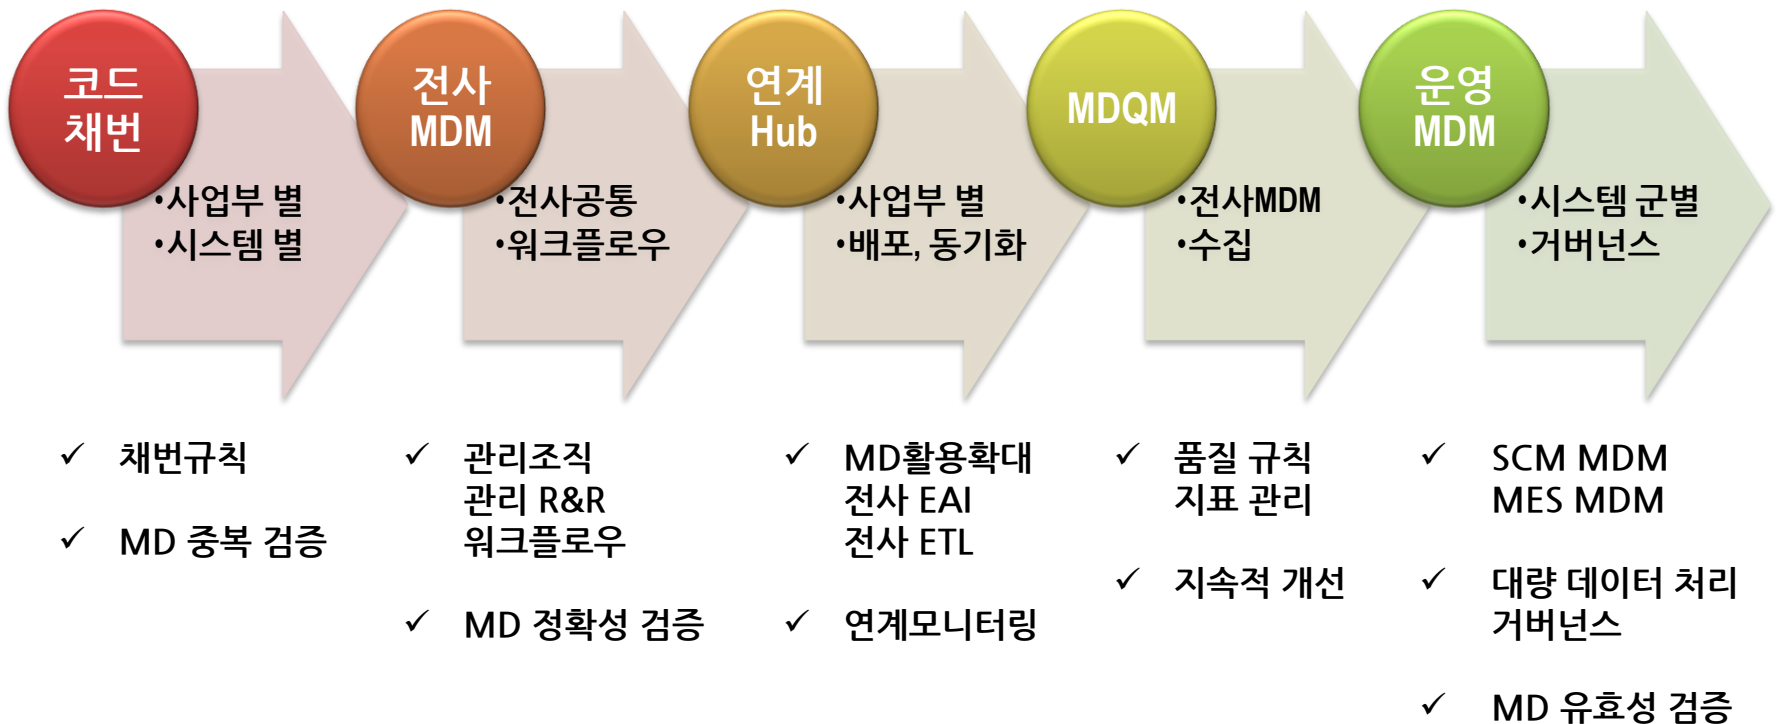 코드
채번
•사업부 별
•시스템 별
전사
MDM
•전사공통
•워크플로우
연계
Hub
•사업부 별
•배포, 동기화
MDQM
•전사MDM
•수집
운영
MDM
•시스템 군별
•거버넌스
✓ 채번규칙
✓ MD 중복 검증
✓ 관리조직
관리 R&R
워크플로우
✓ MD 정확성 검증
✓ MD활용확대
전사 EAI
전사 ETL
✓ 연계모니터링
✓ 품질 규칙
지표 관리
✓ 지속적 개선
✓ SCM MDM
MES MDM
✓ 대량 데이터 처리
거버넌스
✓ MD 유효성 검증